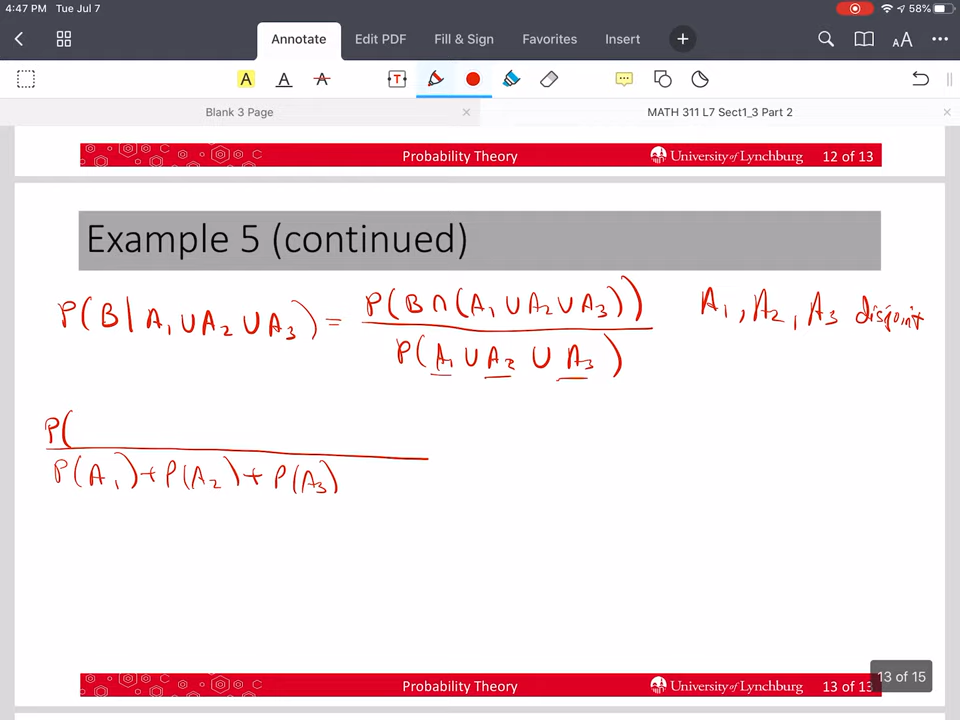 4:47 PM Tue Jul 7 58%
Annotate Edit PDF Fill & Sign Favorites Insert
Blank 3 Page MATH 311 L7 Sect1_3 Part 2
Probability Theory University of Lynchburg 12 of 13
Example 5 (continued)
P(B|A₁∪A₂∪A₃) = P(B∩(A₁∪A₂∪A₃)) A₁, A₂, A₃ disjoint
P(A₁∪A₂∪A₃)
P(
P(A₁)+P(A₂)+P(A₃)
Probability Theory University of Lynchburg 13 of 13
13 of 15